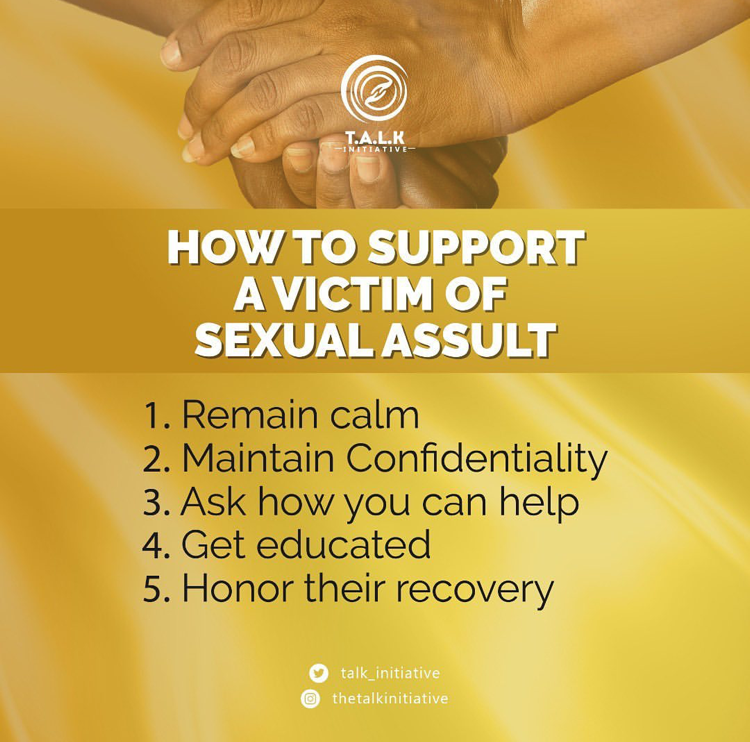 T.A.L.K
INITIATIVE
HOW TO SUPPORT
A VICTIM OF
SEXUAL ASSULT
1. Remain calm
2. Maintain Confidentiality
3. Ask how you can help
4. Get educated
5. Honor their recovery
talk_initiative
thetalkinitiative